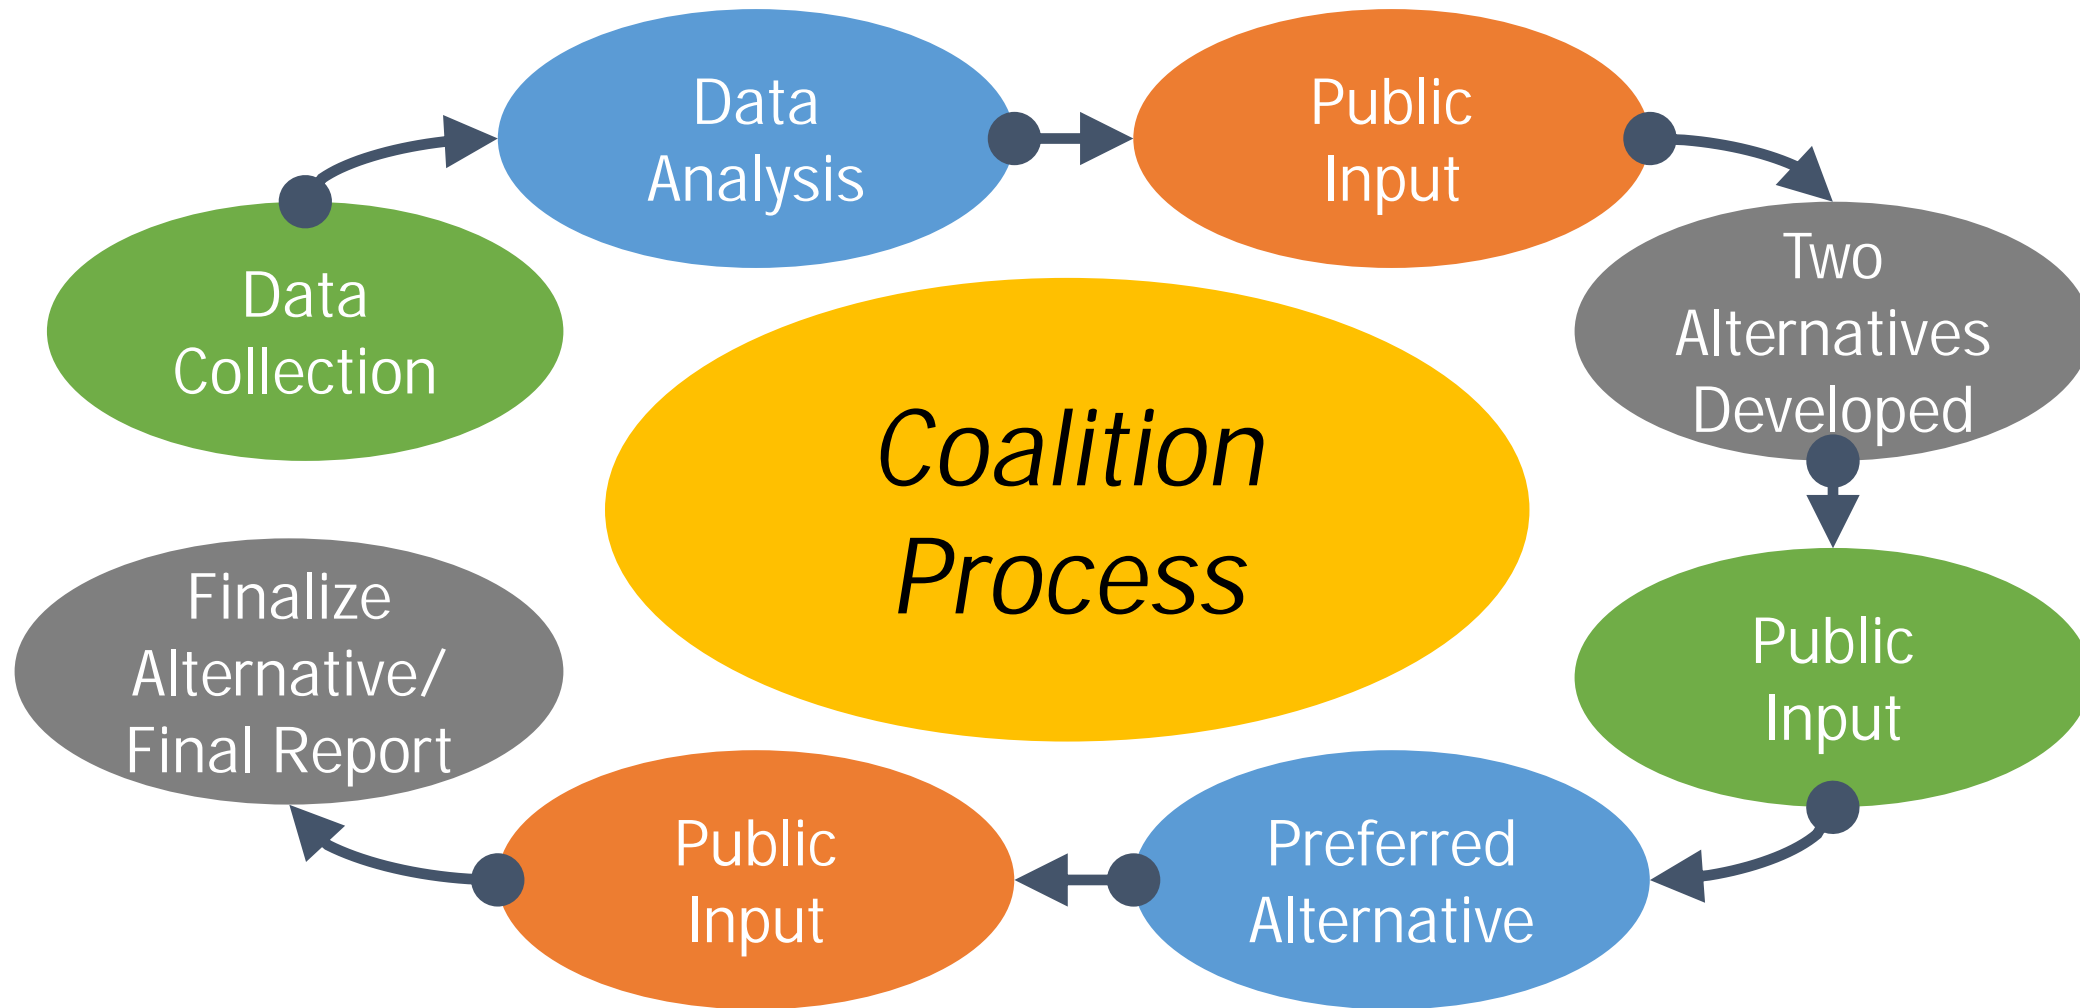 Data
Analysis
Public
Input
Two
Alternatives
Developed
Data
Collection
Coalition
Process
Finalize
Alternative/
Final Report
Public
Input
Public
Input
Preferred
Alternative